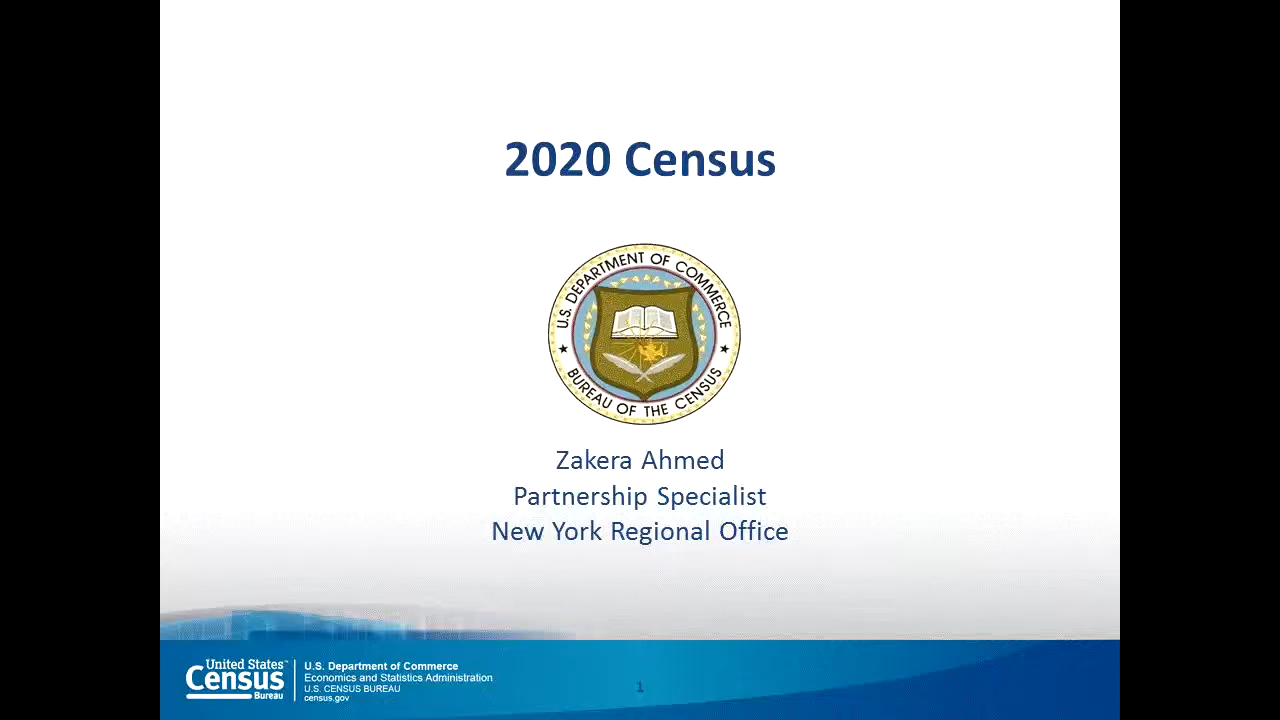 2020 Census
U.S. DEPARTMENT OF COMMERCE
BUREAU OF THE CENSUS
Zakera Ahmed
Partnership Specialist
New York Regional Office
United States™
Census
Bureau
U.S. Department of Commerce
Economics and Statistics Administration
U.S. CENSUS BUREAU
census.gov
1